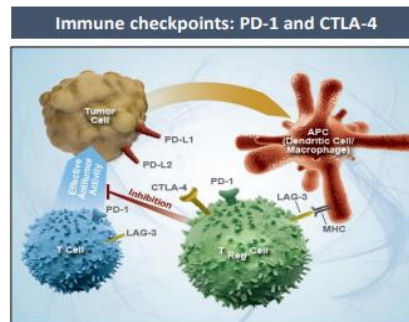 Immune checkpoints: PD-1 and CTLA-4
Tumor
Cell
PD-L1
PD-L2
APC
(Dendritic Cell/
Macrophage)
Effective
Antitumor
Activity
Inhibition
CTLA-4
PD-1
LAG-3
MHC
PD-1
LAG-3
T Cell
T Reg Cell